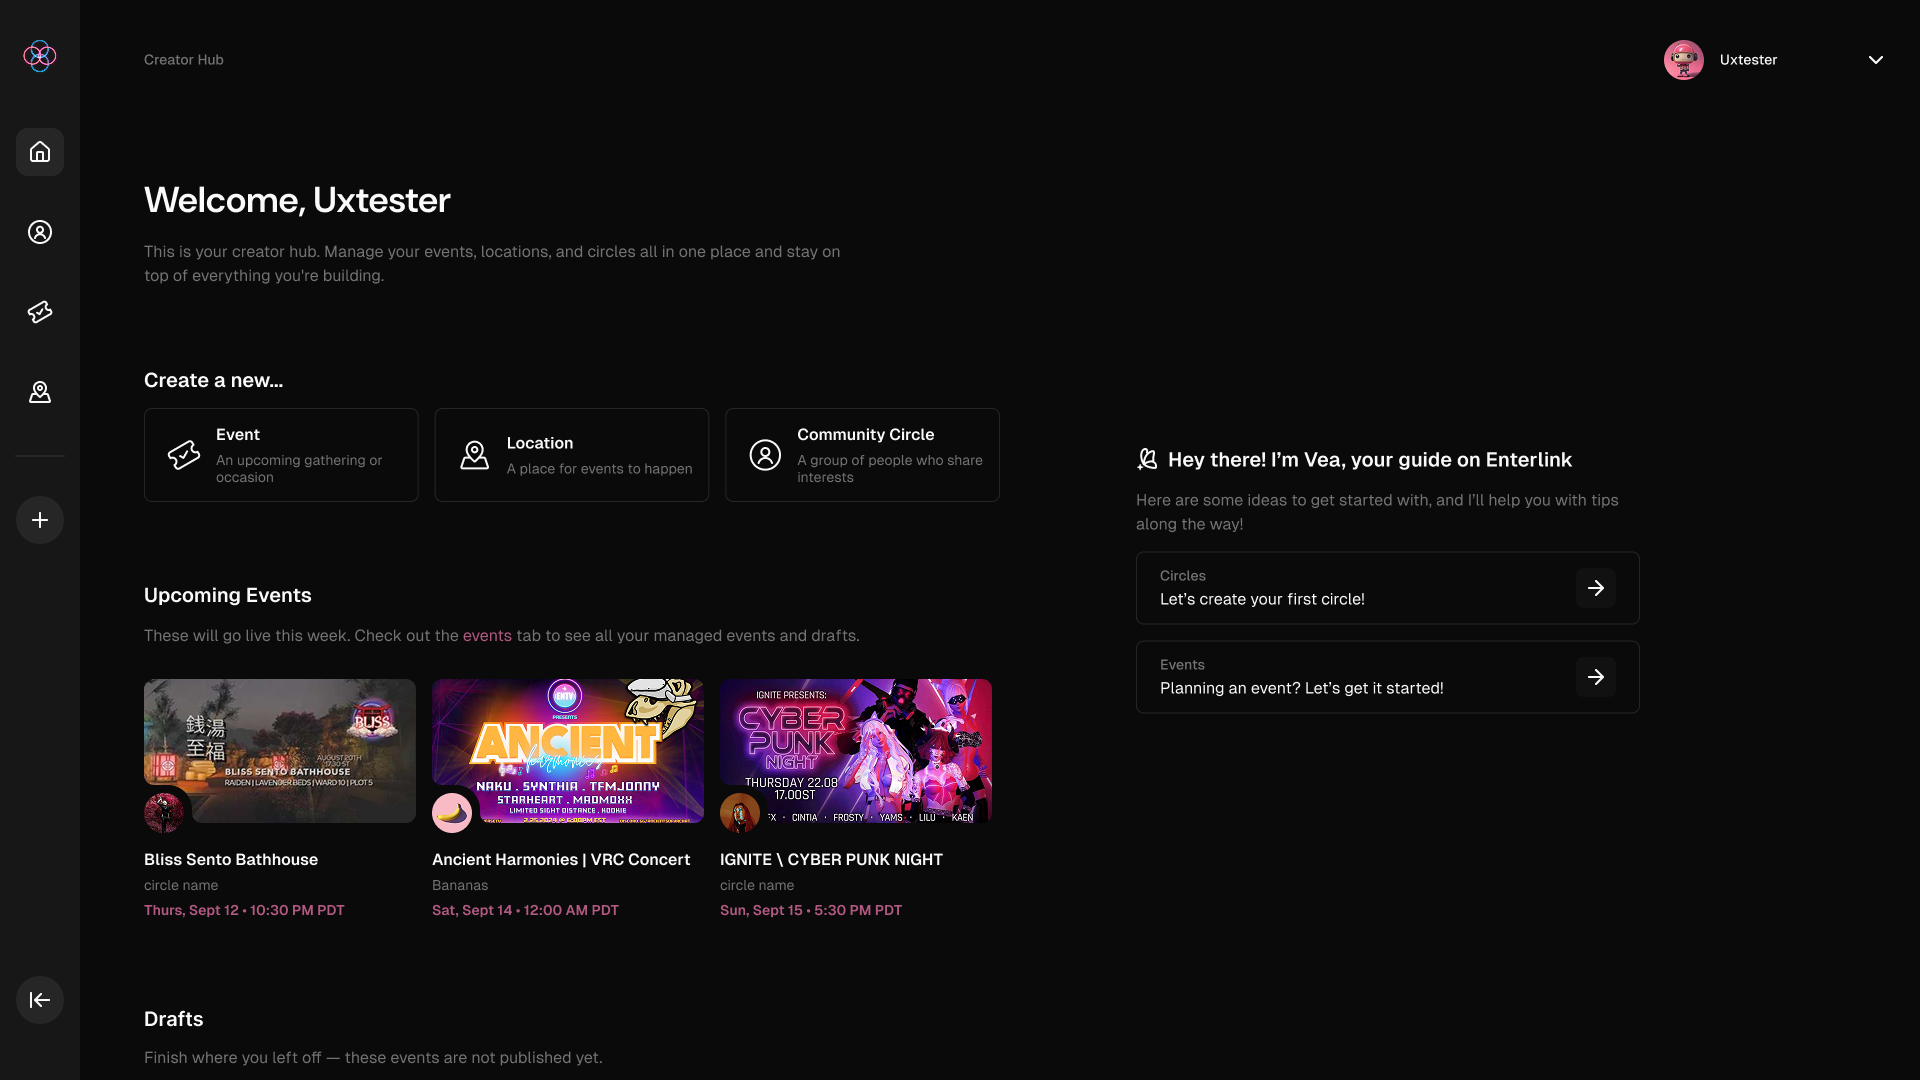 Creator Hub
Uxtester
Welcome, Uxtester
This is your creator hub. Manage your events, locations, and circles all in one place and stay on
top of everything you're building.
Create a new...
Event
An upcoming gathering or
occasion
Location
A place for events to happen
Community Circle
A group of people who share
interests
Hey there! I’m Vea, your guide on Enterlink
Here are some ideas to get started with, and I’ll help you with tips
along the way!
Circles
Let’s create your first circle!
Events
Planning an event? Let’s get it started!
Upcoming Events
These will go live this week. Check out the events tab to see all your managed events and drafts.
銭湯
至福
BLISS
AUGUST 20TH
17:30 ST
BLISS SENTO BATHHOUSE
RAIDEN | LAVENDER BEDS | WARD 10 | PLOT 5
Bliss Sento Bathhouse
circle name
Thurs, Sept 12 • 10:30 PM PDT
ENTV
PRESENTS
ANCIENT
harmonies
NAKU . SYNTHIA . TFMJONNY
STARHEART . MADMOXX
LIMITED SIGHT DISTANCE . KOOKIE
Ancient Harmonies | VRC Concert
Bananas
Sat, Sept 14 • 12:00 AM PDT
IGNITE PRESENTS:
CYBER
PUNK
NIGHT
THURSDAY 22.08
17.00ST
CINTIA · FROSTY · YAMS · LILU · KAEN
IGNITE \ CYBER PUNK NIGHT
circle name
Sun, Sept 15 • 5:30 PM PDT
Drafts
Finish where you left off — these events are not published yet.